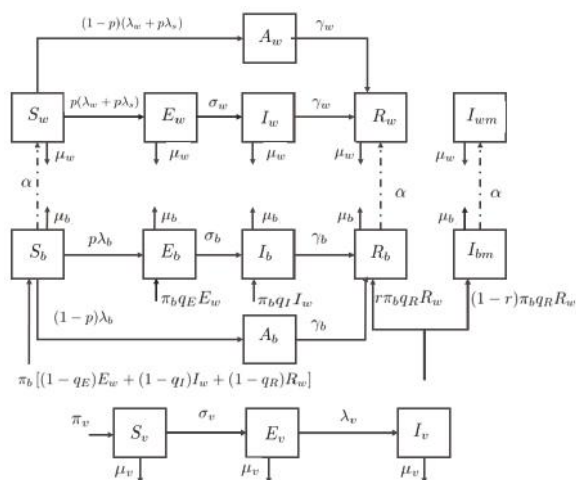 (1-p)(λ_w + pλ_s)
A_w
γ_w
S_w
p(λ_w + pλ_s)
E_w
σ_w
I_w
γ_w
R_w
I_wm
μ_w
μ_w
μ_w
μ_w
μ_w
α
α
α
μ_b
μ_b
μ_b
μ_b
μ_b
S_b
pλ_b
E_b
σ_b
I_b
γ_b
R_b
I_bm
π_b q_E E_w
π_b q_I I_w
rπ_b q_R R_w
(1-r)π_b q_R R_w
(1-p)λ_b
A_b
γ_b
π_b [(1-q_E)E_w + (1-q_I)I_w + (1-q_R)R_w]
π_v
S_v
σ_v
E_v
λ_v
I_v
μ_v
μ_v
μ_v